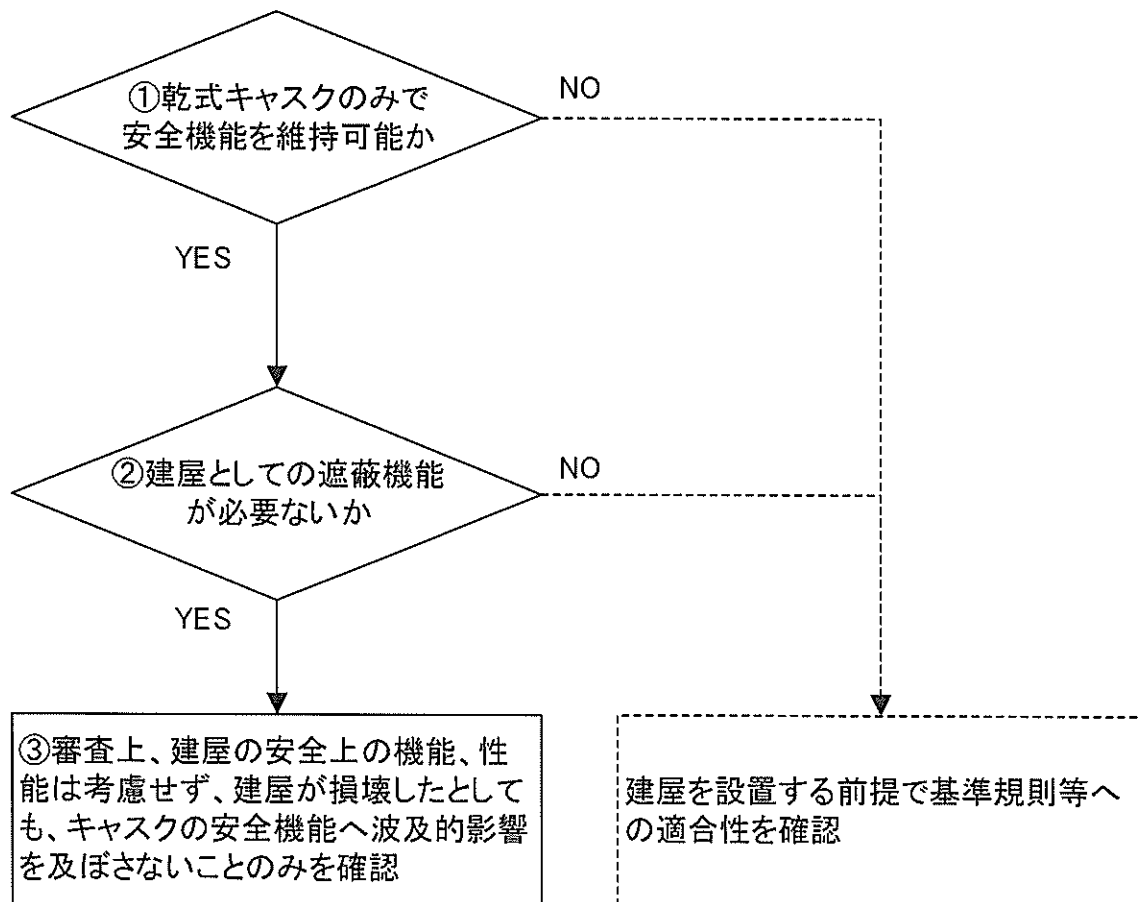 ①乾式キャスクのみで
安全機能を維持可能か
NO
YES
②建屋としての遮蔽機能
が必要ないか
NO
YES
③審査上、建屋の安全上の機能、性
能は考慮せず、建屋が損壊したとして
も、キャスクの安全機能へ波及的影響
を及ぼさないことのみを確認
建屋を設置する前提で基準規則等へ
の適合性を確認